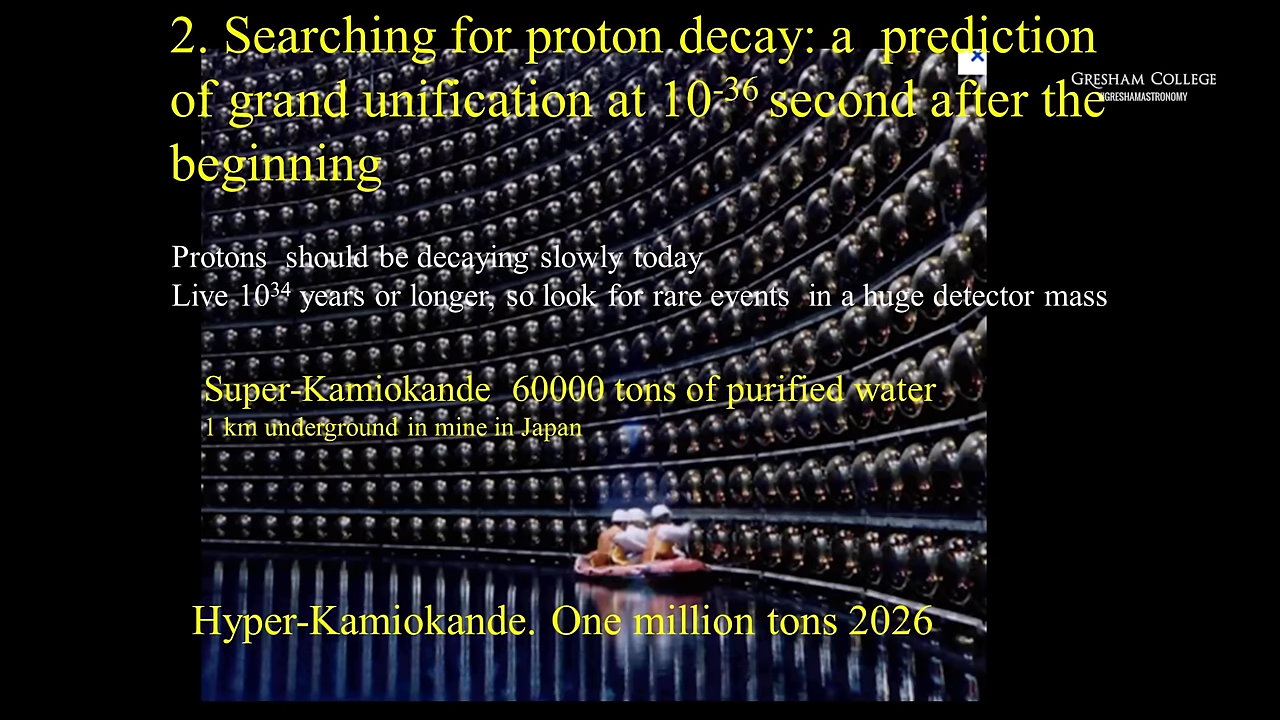 2. Searching for proton decay: a  prediction
of grand unification at 10⁻³⁶ second after the
beginning
GRESHAM COLLEGE
@GRESHAMASTRONOMY
Protons  should be decaying slowly today
Live 10³⁴ years or longer, so look for rare events  in a huge detector mass
Super-Kamiokande  60000 tons of purified water
1 km underground in mine in Japan
Hyper-Kamiokande. One million tons 2026